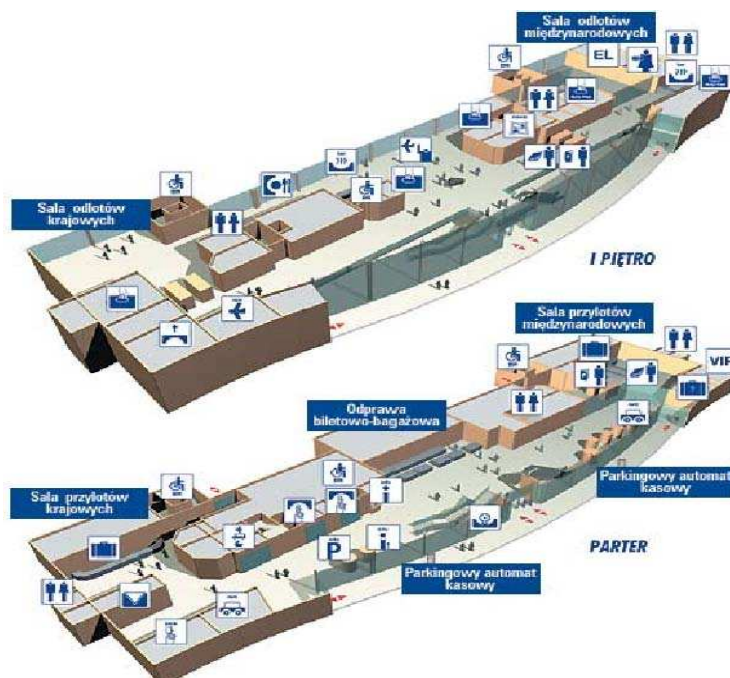 Sala odlotów
międzynarodowych
EL
Sala odlotów
krajowych
I PIĘTRO
Sala przylotów
międzynarodowych
VIP
Odprawa
biletowo-bagażowa
Sala przylotów
krajowych
Parkingowy automat
kasowy
P
PARTER
Parkingowy automat
kasowy